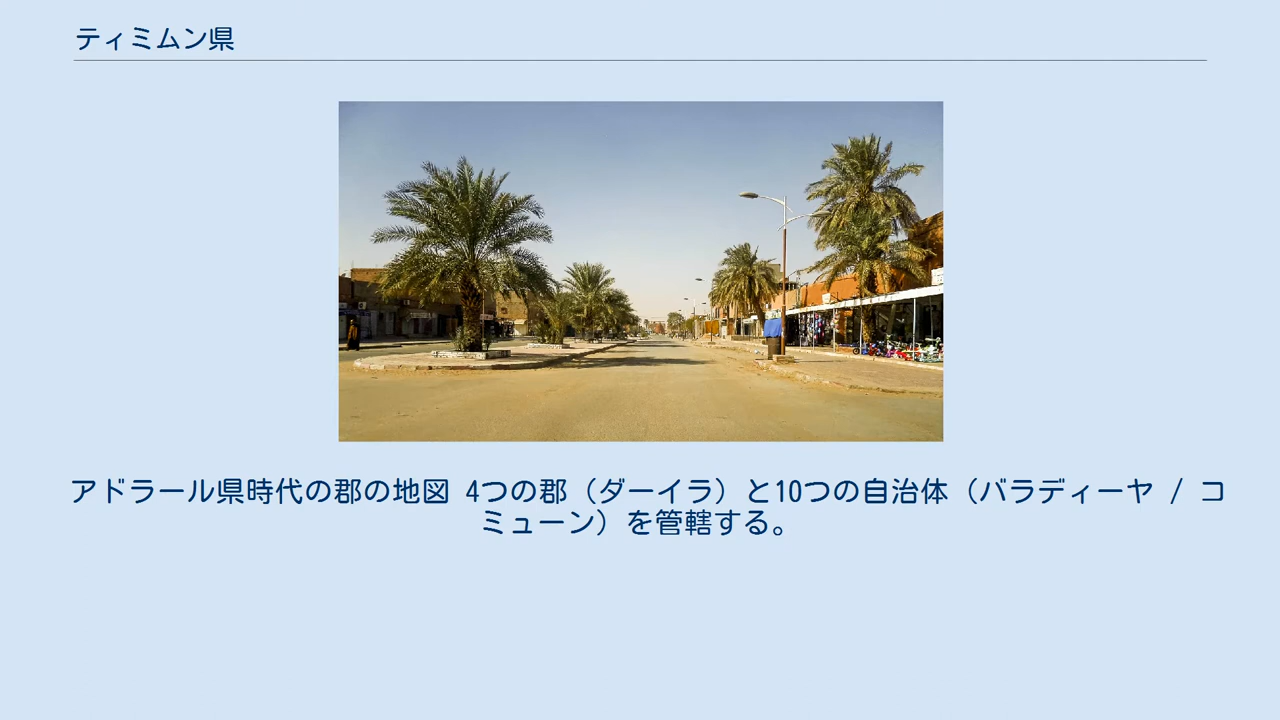 ティミムン県
アドラール県時代の郡の地図 4つの郡（ダーイラ）と10つの自治体（バラディーヤ / コ
ミューン）を管轄する。